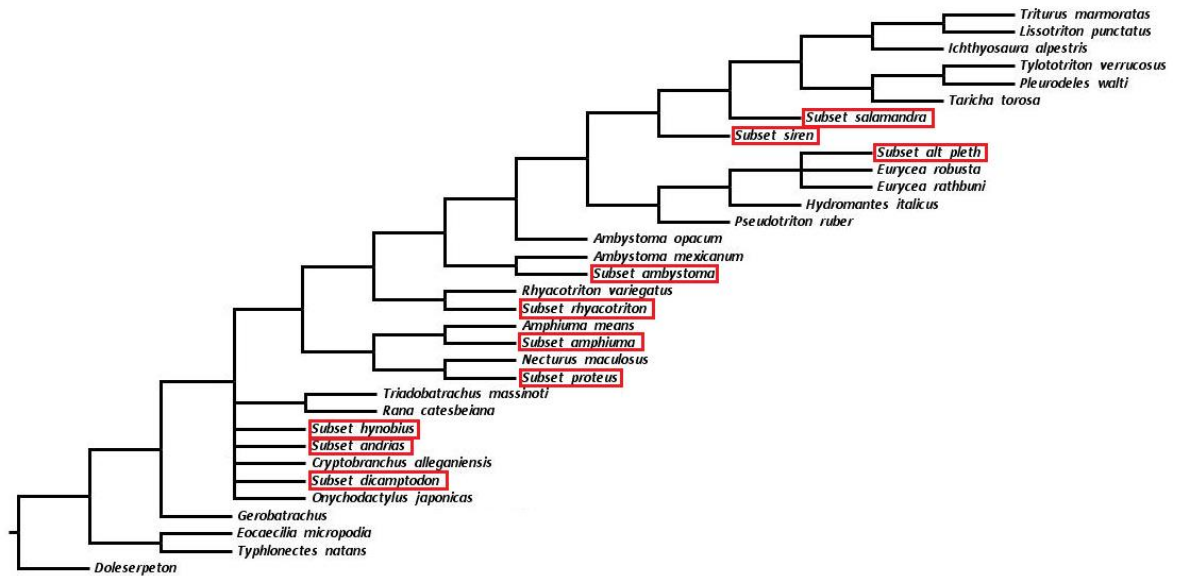 Triturus marmoratas
Lissotriton punctatus
Ichthyosaura alpestris
Tylototriton verrucosus
Pleurodeles walti
Taricha torosa
Subset salamandra
Subset siren
Subset alt pleth
Eurycea robusta
Eurycea rathbuni
Hydromantes italicus
Pseudotriton ruber
Ambystoma opacum
Ambystoma mexicanum
Subset ambystoma
Rhyacotriton variegatus
Subset rhyacotriton
Amphiuma means
Subset amphiuma
Necturus maculosus
Subset proteus
Triadobatrachus massinoti
Rana catesbeiana
Subset hynobius
Subset andrias
Cryptobranchus alleganiensis
Subset dicamptodon
Onychodactylus japonicas
Gerobatrachus
Eocaecilia micropodia
Typhlonectes natans
Doleserpeton